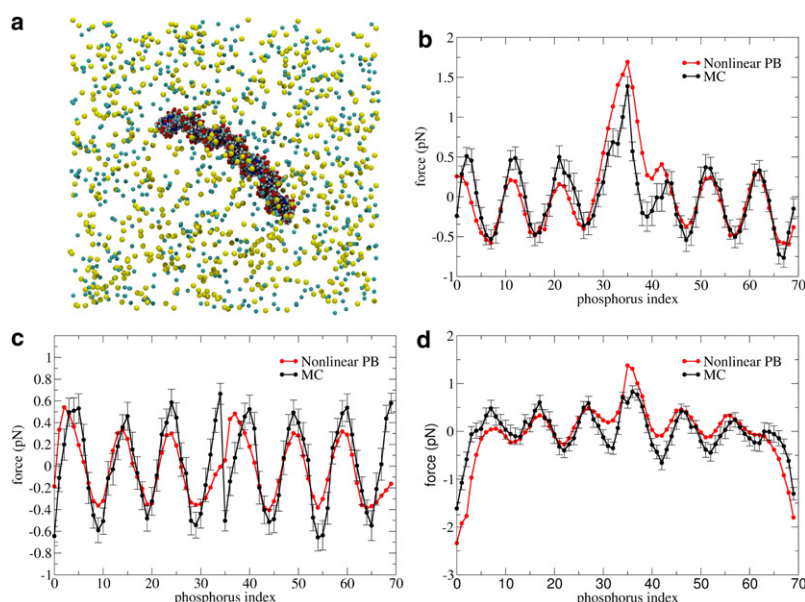 a
b
Nonlinear PB
MC
force (pN)
2
1.5
1
0.5
0
-0.5
-1
0 10 20 30 40 50 60 70
phosphorus index
c
Nonlinear PB
MC
force (pN)
1
0.8
0.6
0.4
0.2
0
-0.2
-0.4
-0.6
-0.8
-1
0 10 20 30 40 50 60 70
phosphorus index
d
Nonlinear PB
MC
force (pN)
2
1
0
-1
-2
-3
0 10 20 30 40 50 60 70
phosphorus index